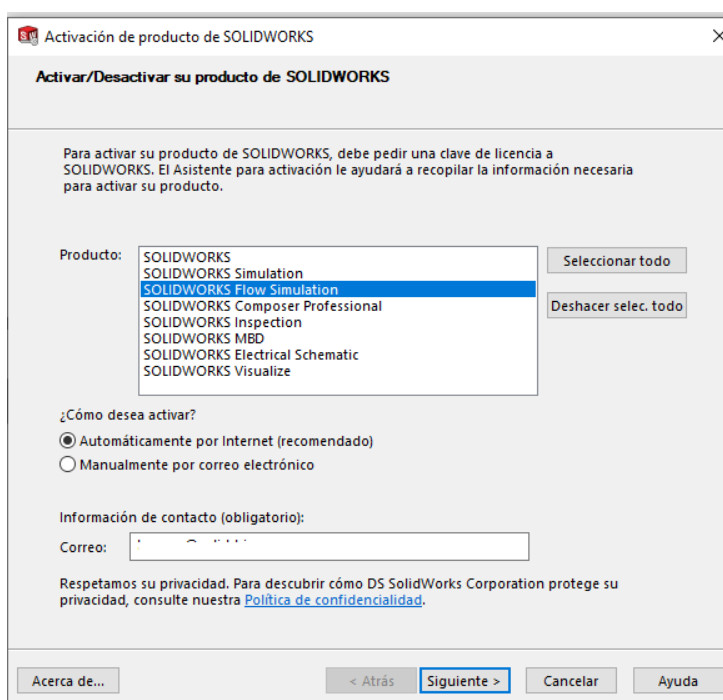 Activación de producto de SOLIDWORKS
Activar/Desactivar su producto de SOLIDWORKS
Para activar su producto de SOLIDWORKS, debe pedir una clave de licencia a
SOLIDWORKS. El Asistente para activación le ayudará a recopilar la información necesaria
para activar su producto.
Producto:
SOLIDWORKS
SOLIDWORKS Simulation
SOLIDWORKS Flow Simulation
SOLIDWORKS Composer Professional
SOLIDWORKS Inspection
SOLIDWORKS MBD
SOLIDWORKS Electrical Schematic
SOLIDWORKS Visualize
Seleccionar todo
Deshacer selec. todo
¿Cómo desea activar?
Automáticamente por Internet (recomendado)
Manualmente por correo electrónico
Información de contacto (obligatorio):
Correo:
Respetamos su privacidad. Para descubrir cómo DS SolidWorks Corporation protege su
privacidad, consulte nuestra Política de confidencialidad.
Acerca de...
< Atrás
Siguiente >
Cancelar
Ayuda